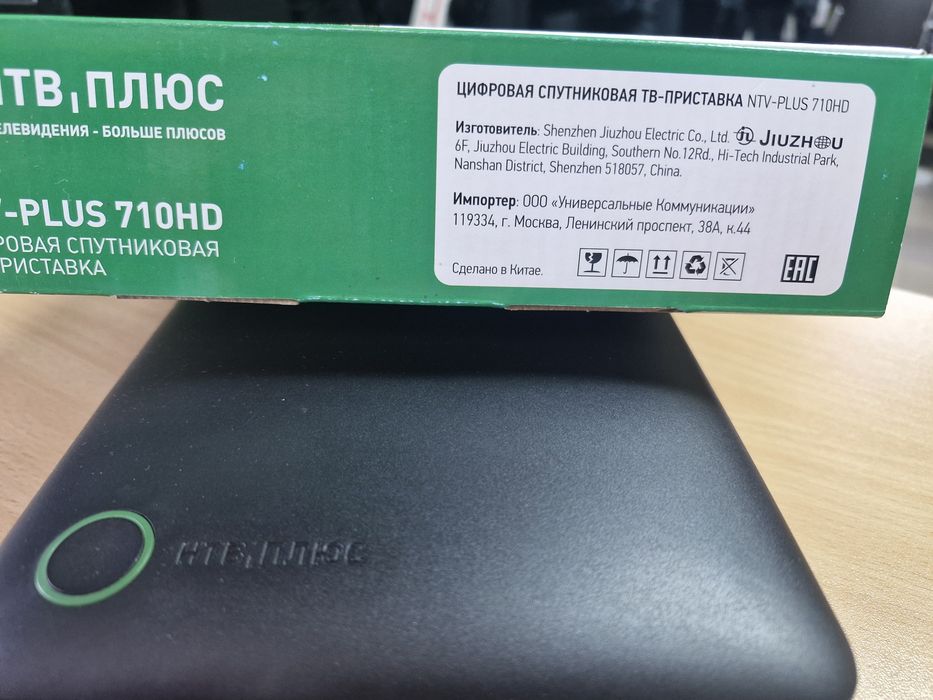 НТВ ПЛЮС
ТЕЛЕВИДЕНИЯ - БОЛЬШЕ ПЛЮСОВ
V-PLUS 710HD
РОВАЯ СПУТНИКОВАЯ
РИСТАВКА
ЦИФРОВАЯ СПУТНИКОВАЯ ТВ-ПРИСТАВКА NTV-PLUS 710HD
Изготовитель: Shenzhen Jiuzhou Electric Co., Ltd. JIUZHOU
6F, Jiuzhou Electric Building, Southern No.12Rd., Hi-Tech Industrial Park,
Nanshan District, Shenzhen 518057, China.
Импортер: ООО «Универсальные Коммуникации»
119334, г. Москва, Ленинский проспект, 38А, к.44
Сделано в Китае.
EAC
НТВ ПЛЮС